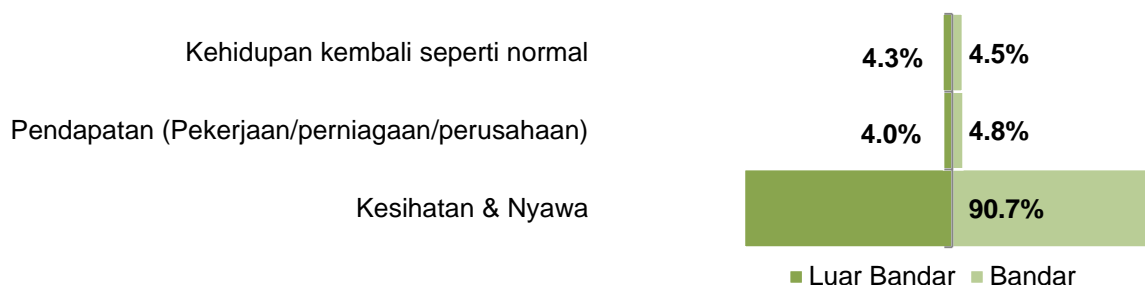 Kehidupan kembali seperti normal 4.3% 4.5%
Pendapatan (Pekerjaan/perniagaan/perusahaan) 4.0% 4.8%
Kesihatan & Nyawa 90.7%
Luar Bandar Bandar